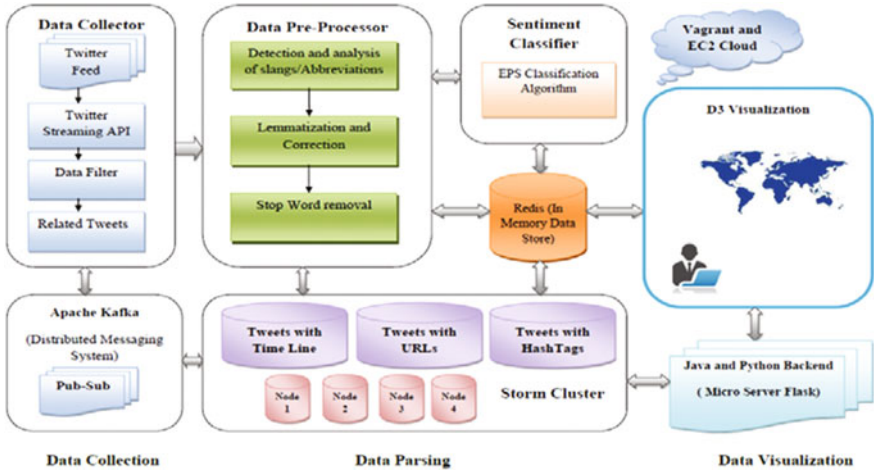 Data Collector
Twitter
Feed
Twitter
Streaming API
Data Filter
Related Tweets
Data Pre-Processor
Detection and analysis
of slangs/Abbreviations
Lemmatization and
Correction
Stop Word removal
Sentiment
Classifier
EPS Classification
Algorithm
Redis (In
Memory Data
Store)
Vagrant and
EC2 Cloud
D3 Visualization
Apache Kafka
(Distributed Messaging
System)
Pub-Sub
Tweets with
Time Line
Tweets with
URLs
Tweets with
HashTags
Node
1
Node
2
Node
3
Node
4
Storm Cluster
Java and Python Backend
( Micro Server Flask)
Data Collection
Data Parsing
Data Visualization